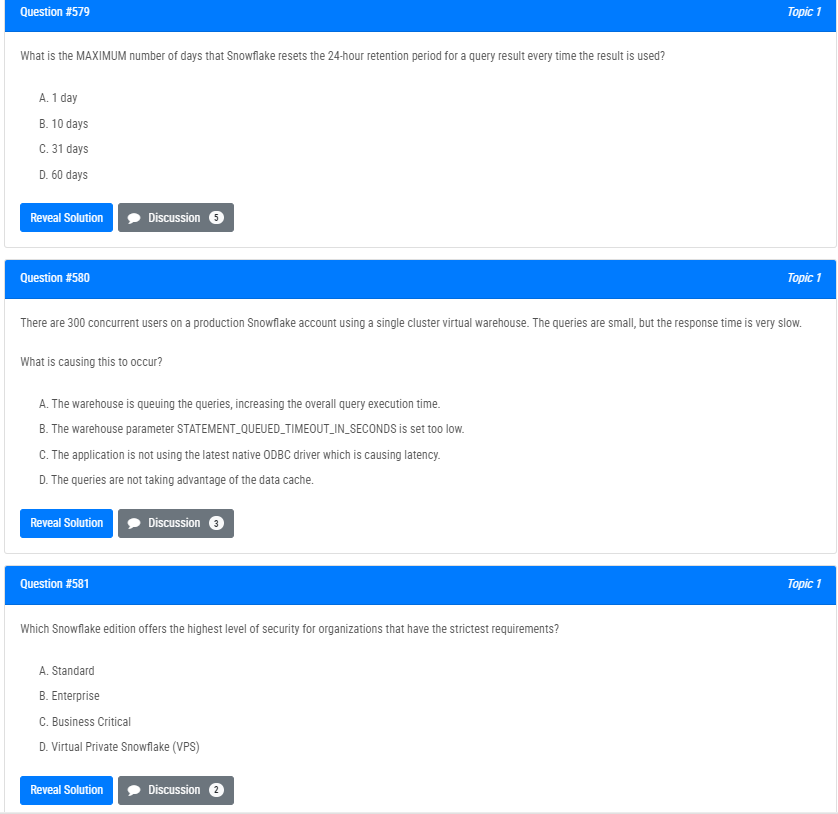 Question #579 Topic 1
What is the MAXIMUM number of days that Snowflake resets the 24-hour retention period for a query result every time the result is used?
A. 1 day
B. 10 days
C. 31 days
D. 60 days
Reveal Solution Discussion 5
Question #580 Topic 1
There are 300 concurrent users on a production Snowflake account using a single cluster virtual warehouse. The queries are small, but the response time is very slow.
What is causing this to occur?
A. The warehouse is queuing the queries, increasing the overall query execution time.
B. The warehouse parameter STATEMENT_QUEUED_TIMEOUT_IN_SECONDS is set too low.
C. The application is not using the latest native ODBC driver which is causing latency.
D. The queries are not taking advantage of the data cache.
Reveal Solution Discussion 3
Question #581 Topic 1
Which Snowflake edition offers the highest level of security for organizations that have the strictest requirements?
A. Standard
B. Enterprise
C. Business Critical
D. Virtual Private Snowflake (VPS)
Reveal Solution Discussion 2